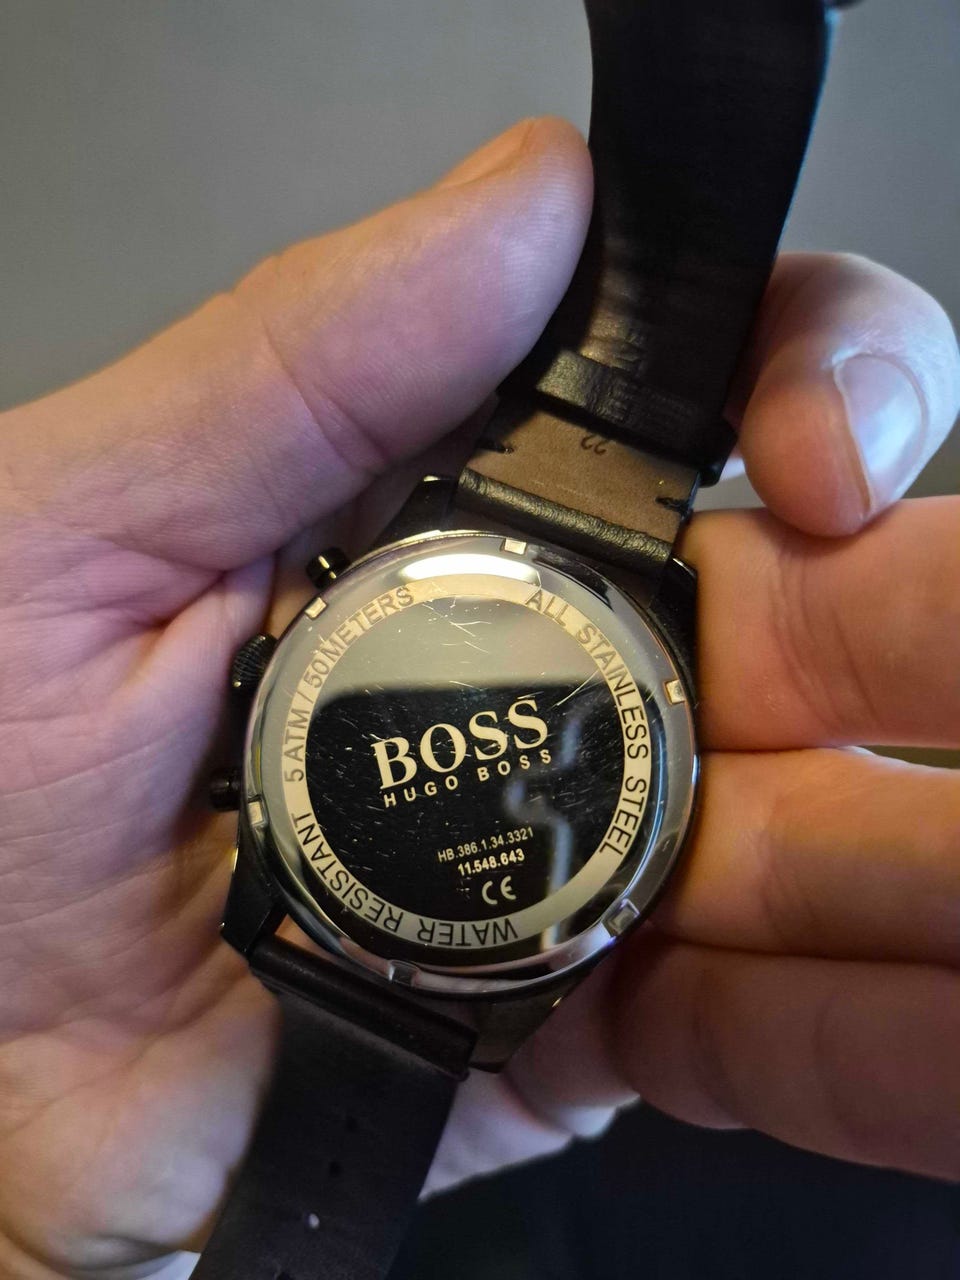 22
ALL STAINLESS STEEL
WATER RESISTANT 5 ATM / 50 METERS
BOSS
HUGO BOSS
HB.386.1.34.3321
11.548.643
CE